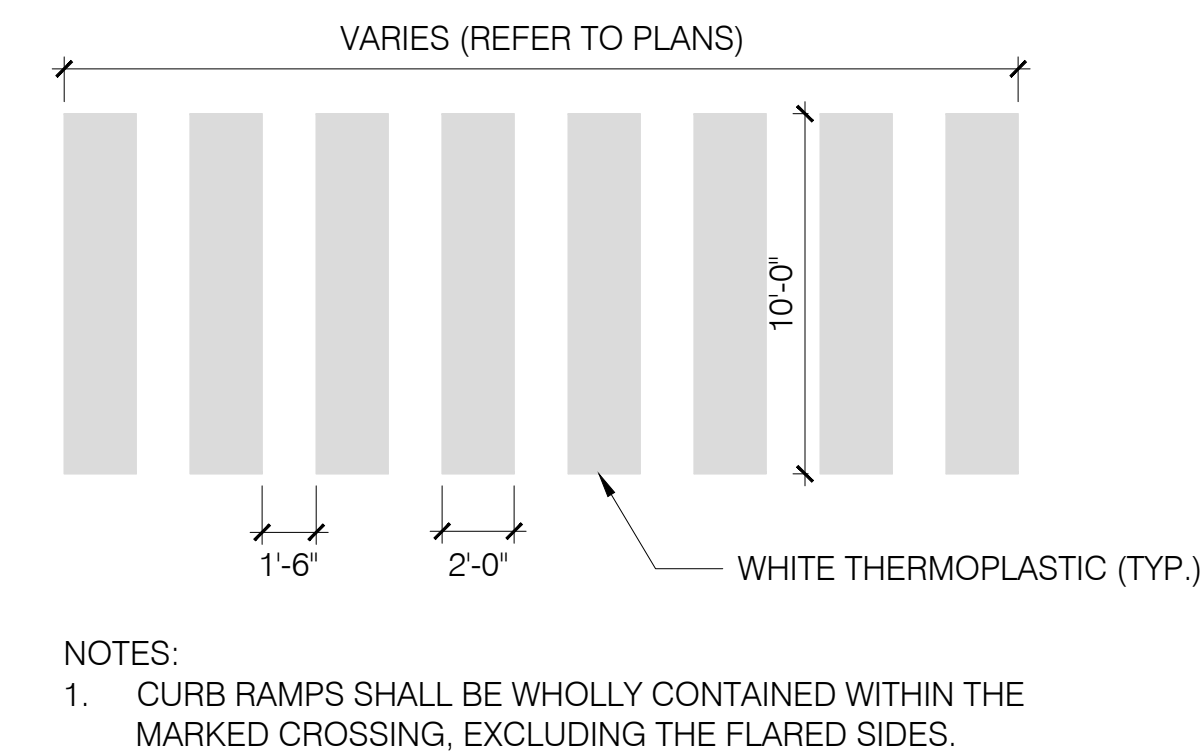 VARIES (REFER TO PLANS)
10'-0"
1'-6"
2'-0"
WHITE THERMOPLASTIC (TYP.)
NOTES:
1. CURB RAMPS SHALL BE WHOLLY CONTAINED WITHIN THE
MARKED CROSSING, EXCLUDING THE FLARED SIDES.